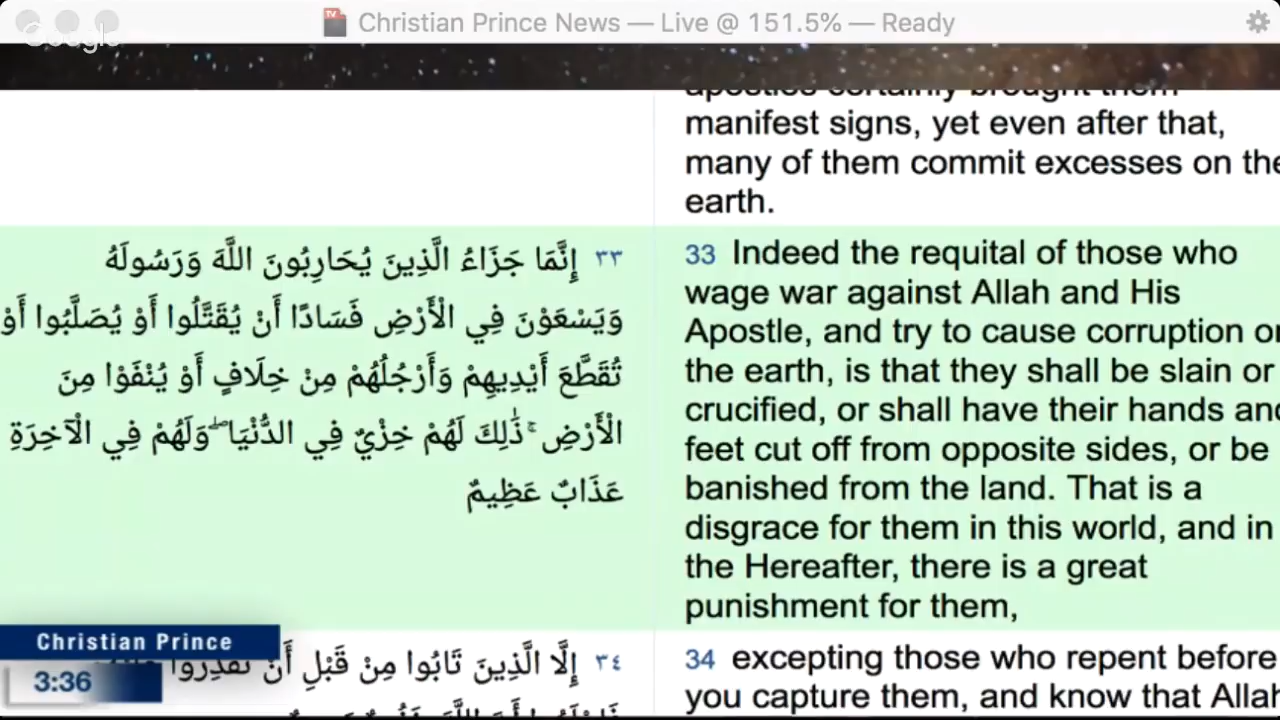 Christian Prince News — Live @ 151.5% — Ready
Google
apostles certainly brought them
manifest signs, yet even after that,
many of them commit excesses on the
earth.
٣٣ إِنَّمَا جَزَاءُ الَّذِينَ يُحَارِبُونَ اللَّهَ وَرَسُولَهُ
وَيَسْعَوْنَ فِي الْأَرْضِ فَسَادًا أَنْ يُقَتَّلُوا أَوْ يُصَلَّبُوا أَوْ
تُقَطَّعَ أَيْدِيهِمْ وَأَرْجُلُهُمْ مِنْ خِلَافٍ أَوْ يُنْفَوْا مِنَ
الْأَرْضِ ۚ ذَٰلِكَ لَهُمْ خِزْيٌ فِي الدُّنْيَا ۖ وَلَهُمْ فِي الْآخِرَةِ
عَذَابٌ عَظِيمٌ
33 Indeed the requital of those who
wage war against Allah and His
Apostle, and try to cause corruption on
the earth, is that they shall be slain or
crucified, or shall have their hands and
feet cut off from opposite sides, or be
banished from the land. That is a
disgrace for them in this world, and in
the Hereafter, there is a great
punishment for them,
٣٤ إِلَّا الَّذِينَ تَابُوا مِنْ قَبْلِ أَنْ تَقْدِرُوا
34 excepting those who repent before
you capture them, and know that Allah
Christian Prince
3:36